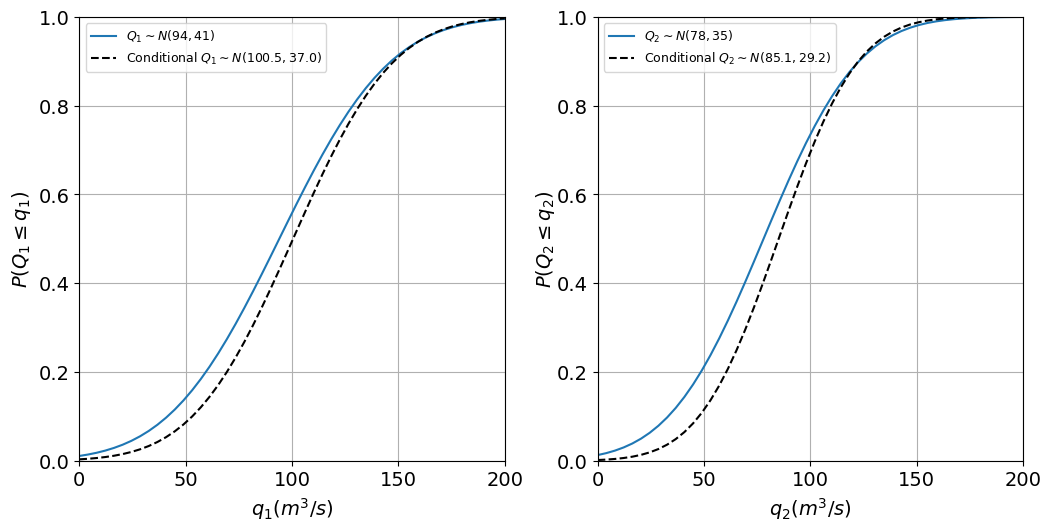 Q₁ ∼ N(94, 41)
Conditional Q₁ ∼ N(100.5, 37.0)
P(Q₁ ≤ q₁)
1.0
0.8
0.6
0.4
0.2
0.0
0 50 100 150 200
q₁(m³/s)
Q₂ ∼ N(78, 35)
Conditional Q₂ ∼ N(85.1, 29.2)
P(Q₂ ≤ q₂)
1.0
0.8
0.6
0.4
0.2
0.0
0 50 100 150 200
q₂(m³/s)